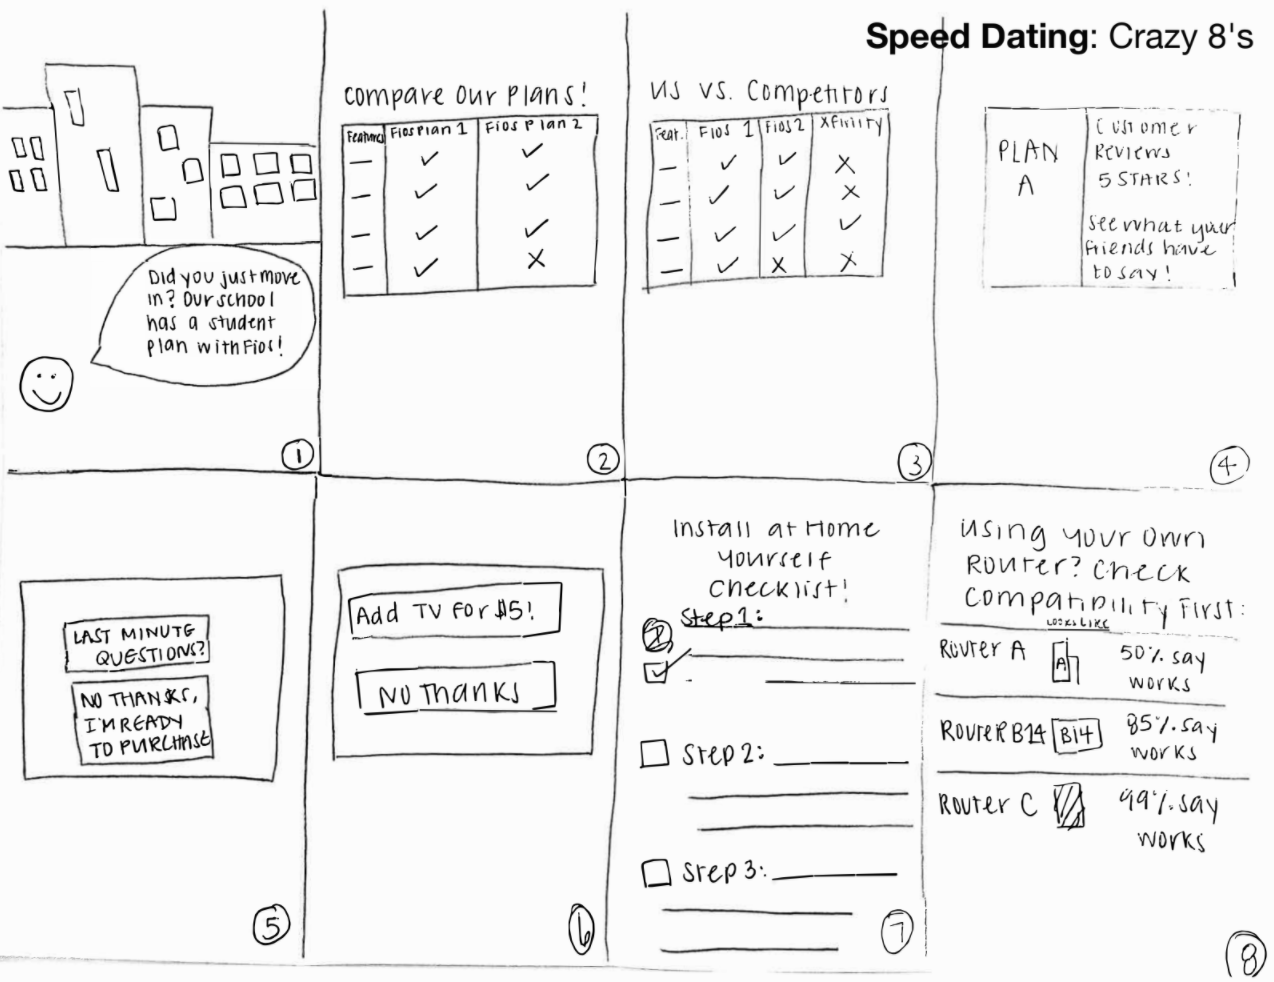 Speed Dating: Crazy 8's
Did you just move
in? Our school
has a student
plan with Fios!
1
Compare Our Plans!
Features Fios Plan 1 Fios Plan 2
2
us vs. Competitors
Feat. Fios 1 Fios 2 Xfinity
3
PLAN
A
Customer
Reviews
5 STARS!
See what your
friends have
to say!
4
LAST MINUTE
QUESTIONS?
NO THANKS,
I'M READY
TO PURCHASE
5
Add TV for $5!
NO Thanks
6
Install at Home
Yourself
Checklist!
Step 1:
Step 2:
Step 3:
7
Using Your Own
Router? Check
Compatibility First:
LOOKS LIKE
Router A A 50% say
works
Router B14 B14 85% say
works
Router C 99% say
works
8